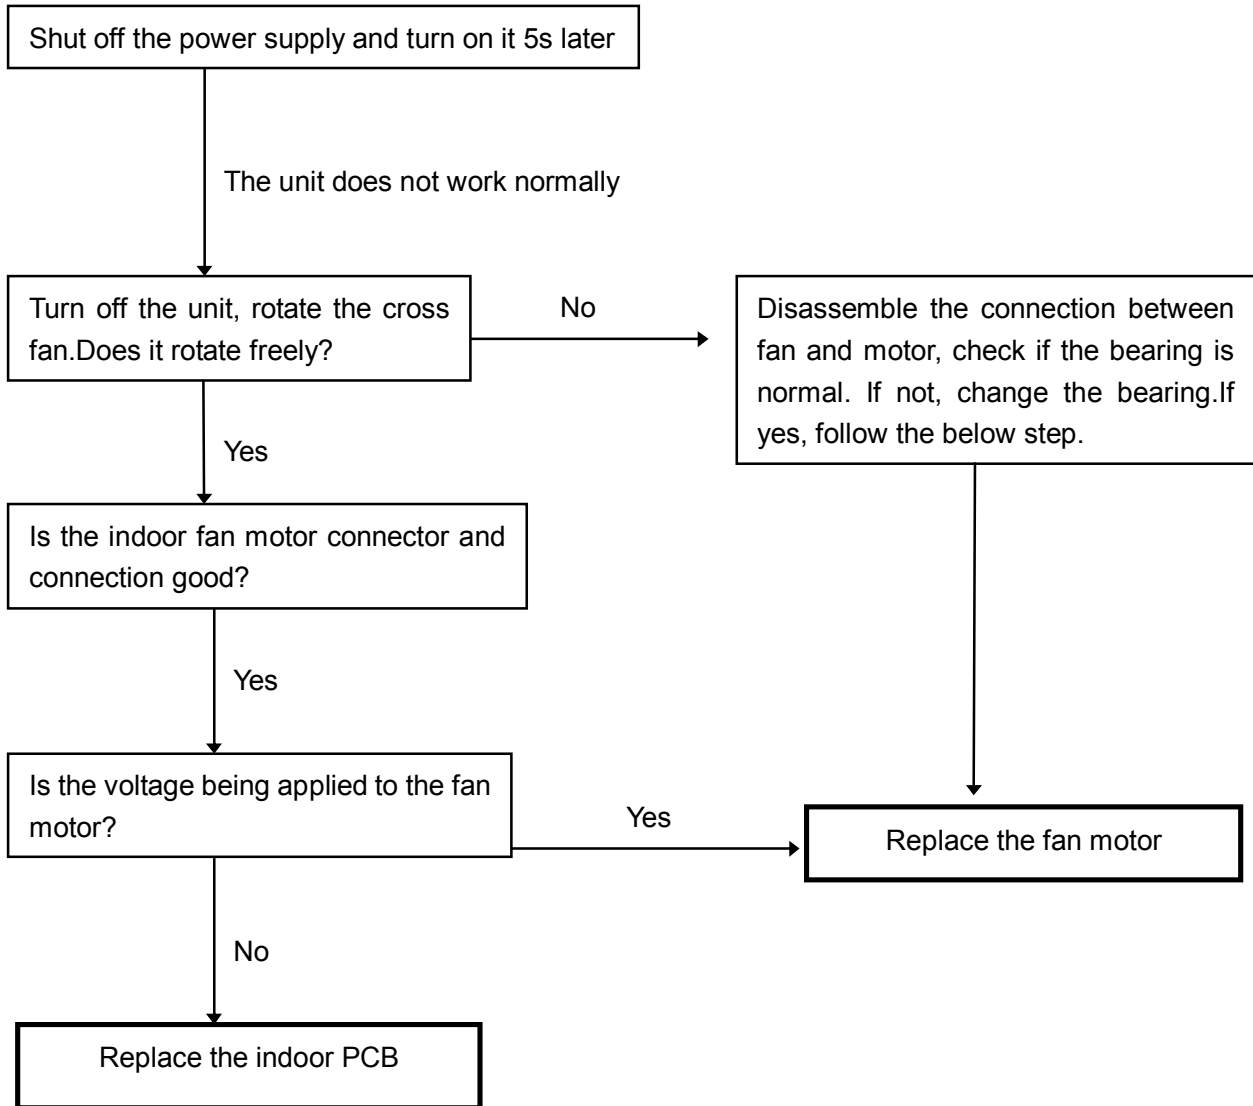 Shut off the power supply and turn on it 5s later
The unit does not work normally
Turn off the unit, rotate the cross
fan.Does it rotate freely?
No
Disassemble the connection between
fan and motor, check if the bearing is
normal. If not, change the bearing.If
yes, follow the below step.
Yes
Is the indoor fan motor connector and
connection good?
Yes
Is the voltage being applied to the fan
motor?
Yes
Replace the fan motor
No
Replace the indoor PCB